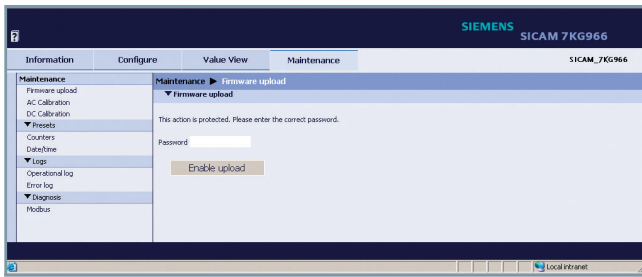 SIEMENS
SICAM 7KG966
?
Information Configure Value View Maintenance SICAM_7KG966
Maintenance
Firmware upload
AC Calibration
DC Calibration
▼ Presets
Counters
Date/time
▼ Logs
Operational log
Error log
▼ Diagnosis
Modbus
Maintenance ▶ Firmware upload
▼ Firmware upload
This action is protected. Please enter the correct password.
Password
Enable upload
Local intranet